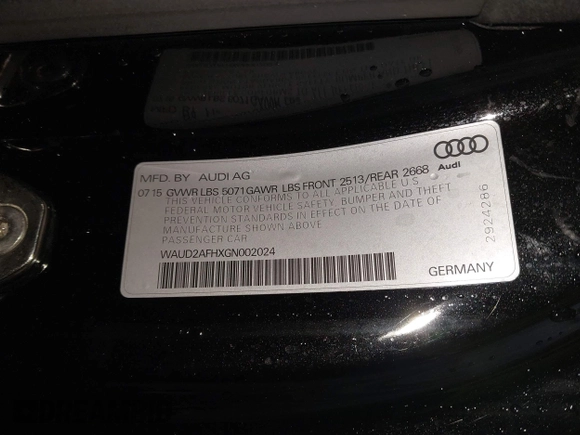 MFD. BY AUDI AG
07 15 GVWR LBS 5071 GAWR LBS FRONT 2513/REAR 2668
THIS VEHICLE CONFORMS TO ALL APPLICABLE U.S.
FEDERAL MOTOR VEHICLE SAFETY, BUMPER AND THEFT
PREVENTION STANDARDS IN EFFECT ON THE DATE OF
MANUFACTURE SHOWN ABOVE
PASSENGER CAR
WAUD2AFHXGN002024
GERMANY
Audi
2924286